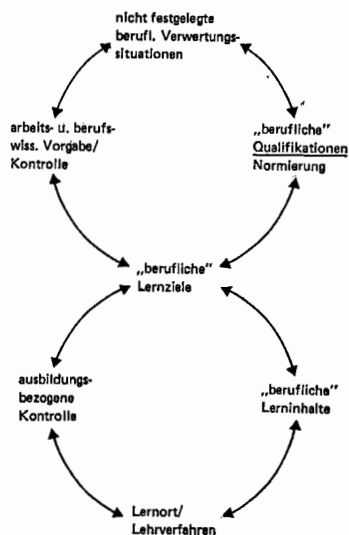 nicht festgelegte
berufl. Verwertungs-
situationen
arbeits- u. berufs-
wiss. Vorgabe/
Kontrolle
„berufliche"
Qualifikationen
Normierung
„berufliche"
Lernziele
ausbildungs-
bezogene
Kontrolle
„berufliche"
Lerninhalte
Lernort/
Lehrverfahren